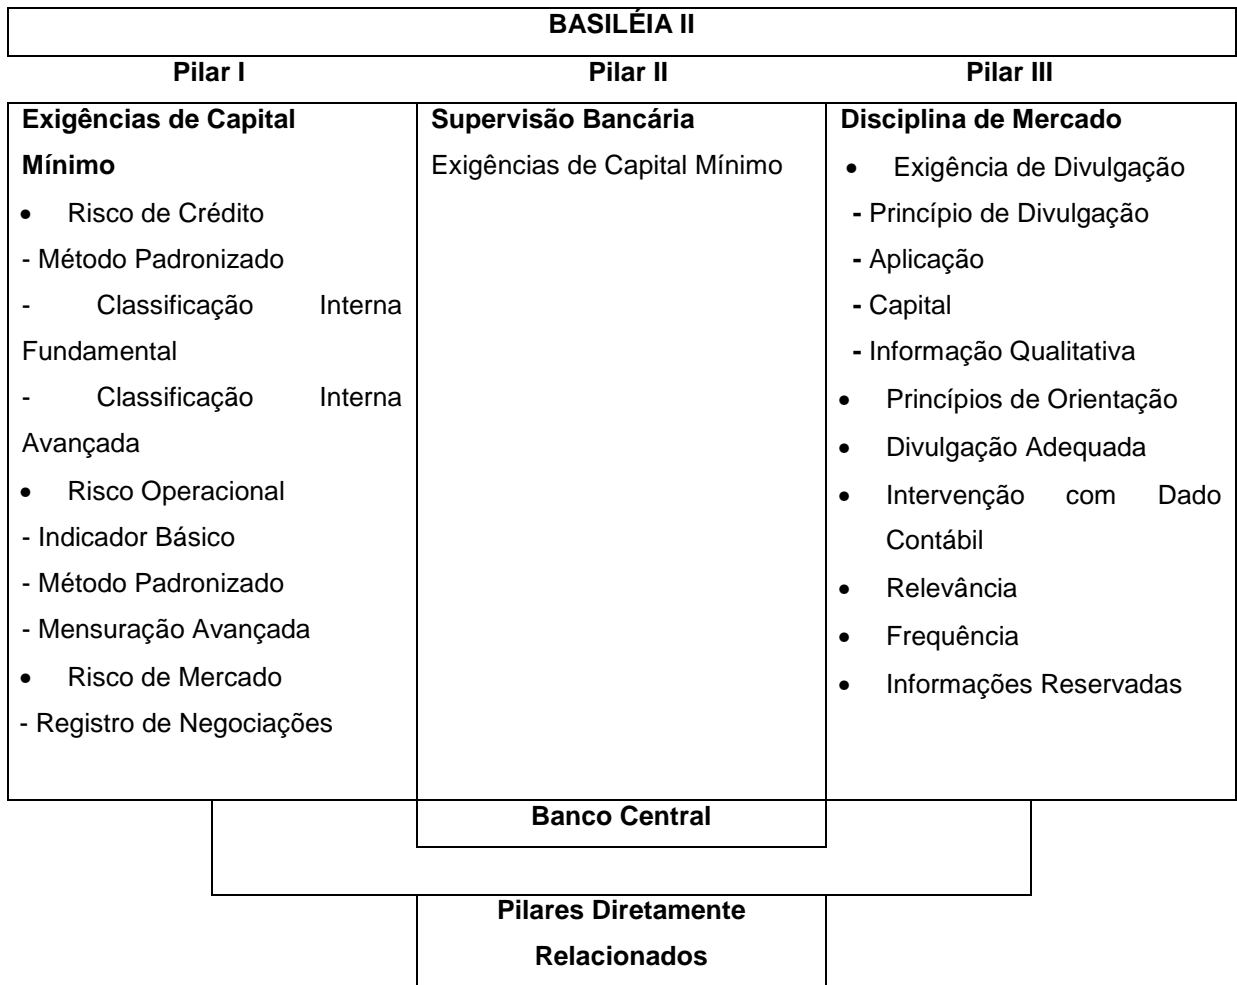 BASILÉIA II
Pilar I
Pilar II
Pilar III
Exigências de Capital
Mínimo
• Risco de Crédito
- Método Padronizado
- Classificação Interna
Fundamental
- Classificação Interna
Avançada
• Risco Operacional
- Indicador Básico
- Método Padronizado
- Mensuração Avançada
• Risco de Mercado
- Registro de Negociações
Supervisão Bancária
Exigências de Capital Mínimo
Disciplina de Mercado
• Exigência de Divulgação
- Princípio de Divulgação
- Aplicação
- Capital
- Informação Qualitativa
• Princípios de Orientação
• Divulgação Adequada
• Intervenção com Dado
Contábil
• Relevância
• Frequência
• Informações Reservadas
Banco Central
Pilares Diretamente
Relacionados